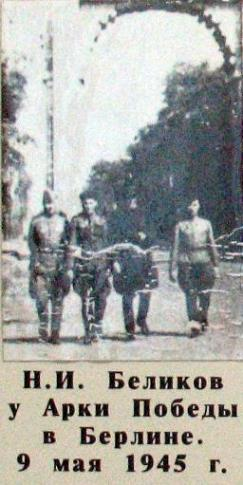 Н.И. Беликов
у Арки Победы
в Берлине.
9 мая 1945 г.